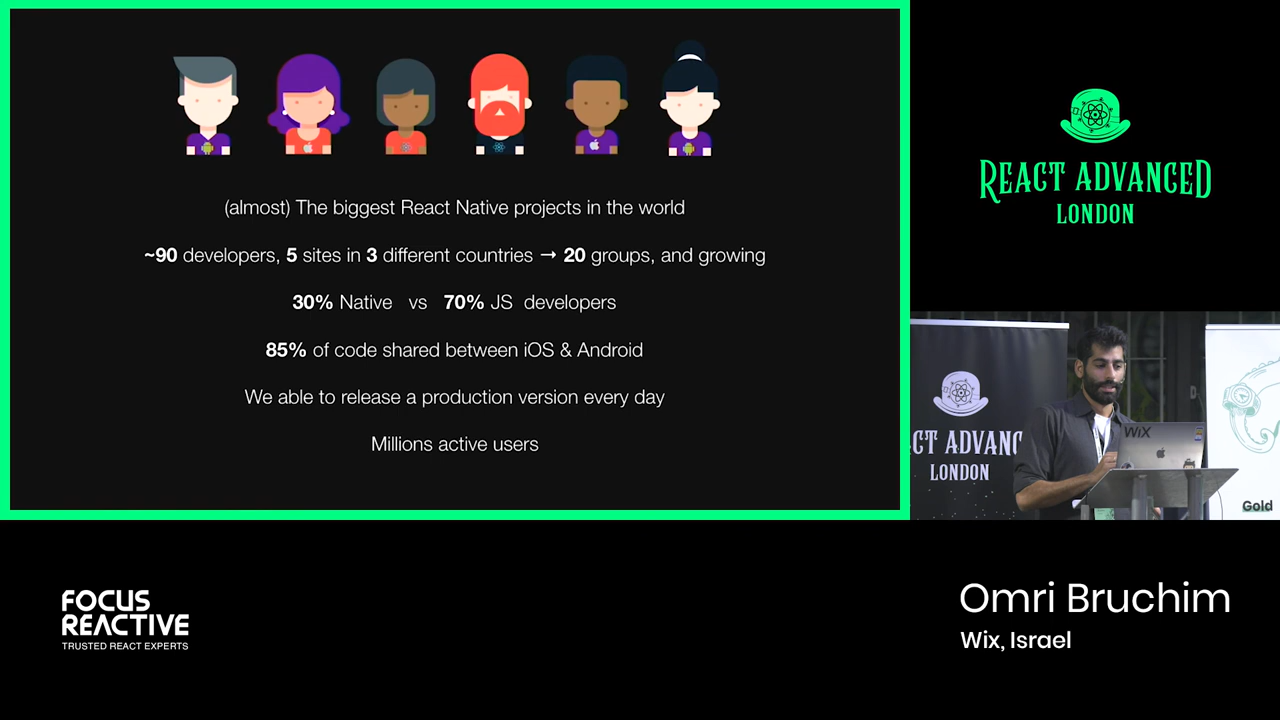 (almost) The biggest React Native projects in the world
~90 developers, 5 sites in 3 different countries → 20 groups, and growing
30% Native vs 70% JS developers
85% of code shared between iOS & Android
We able to release a production version every day
Millions active users
REACT ADVANCED
LONDON
CT ADVANC
LONDON
WiX
Gold
FOCUS
REACTIVE
TRUSTED REACT EXPERTS
Omri Bruchim
Wix, Israel